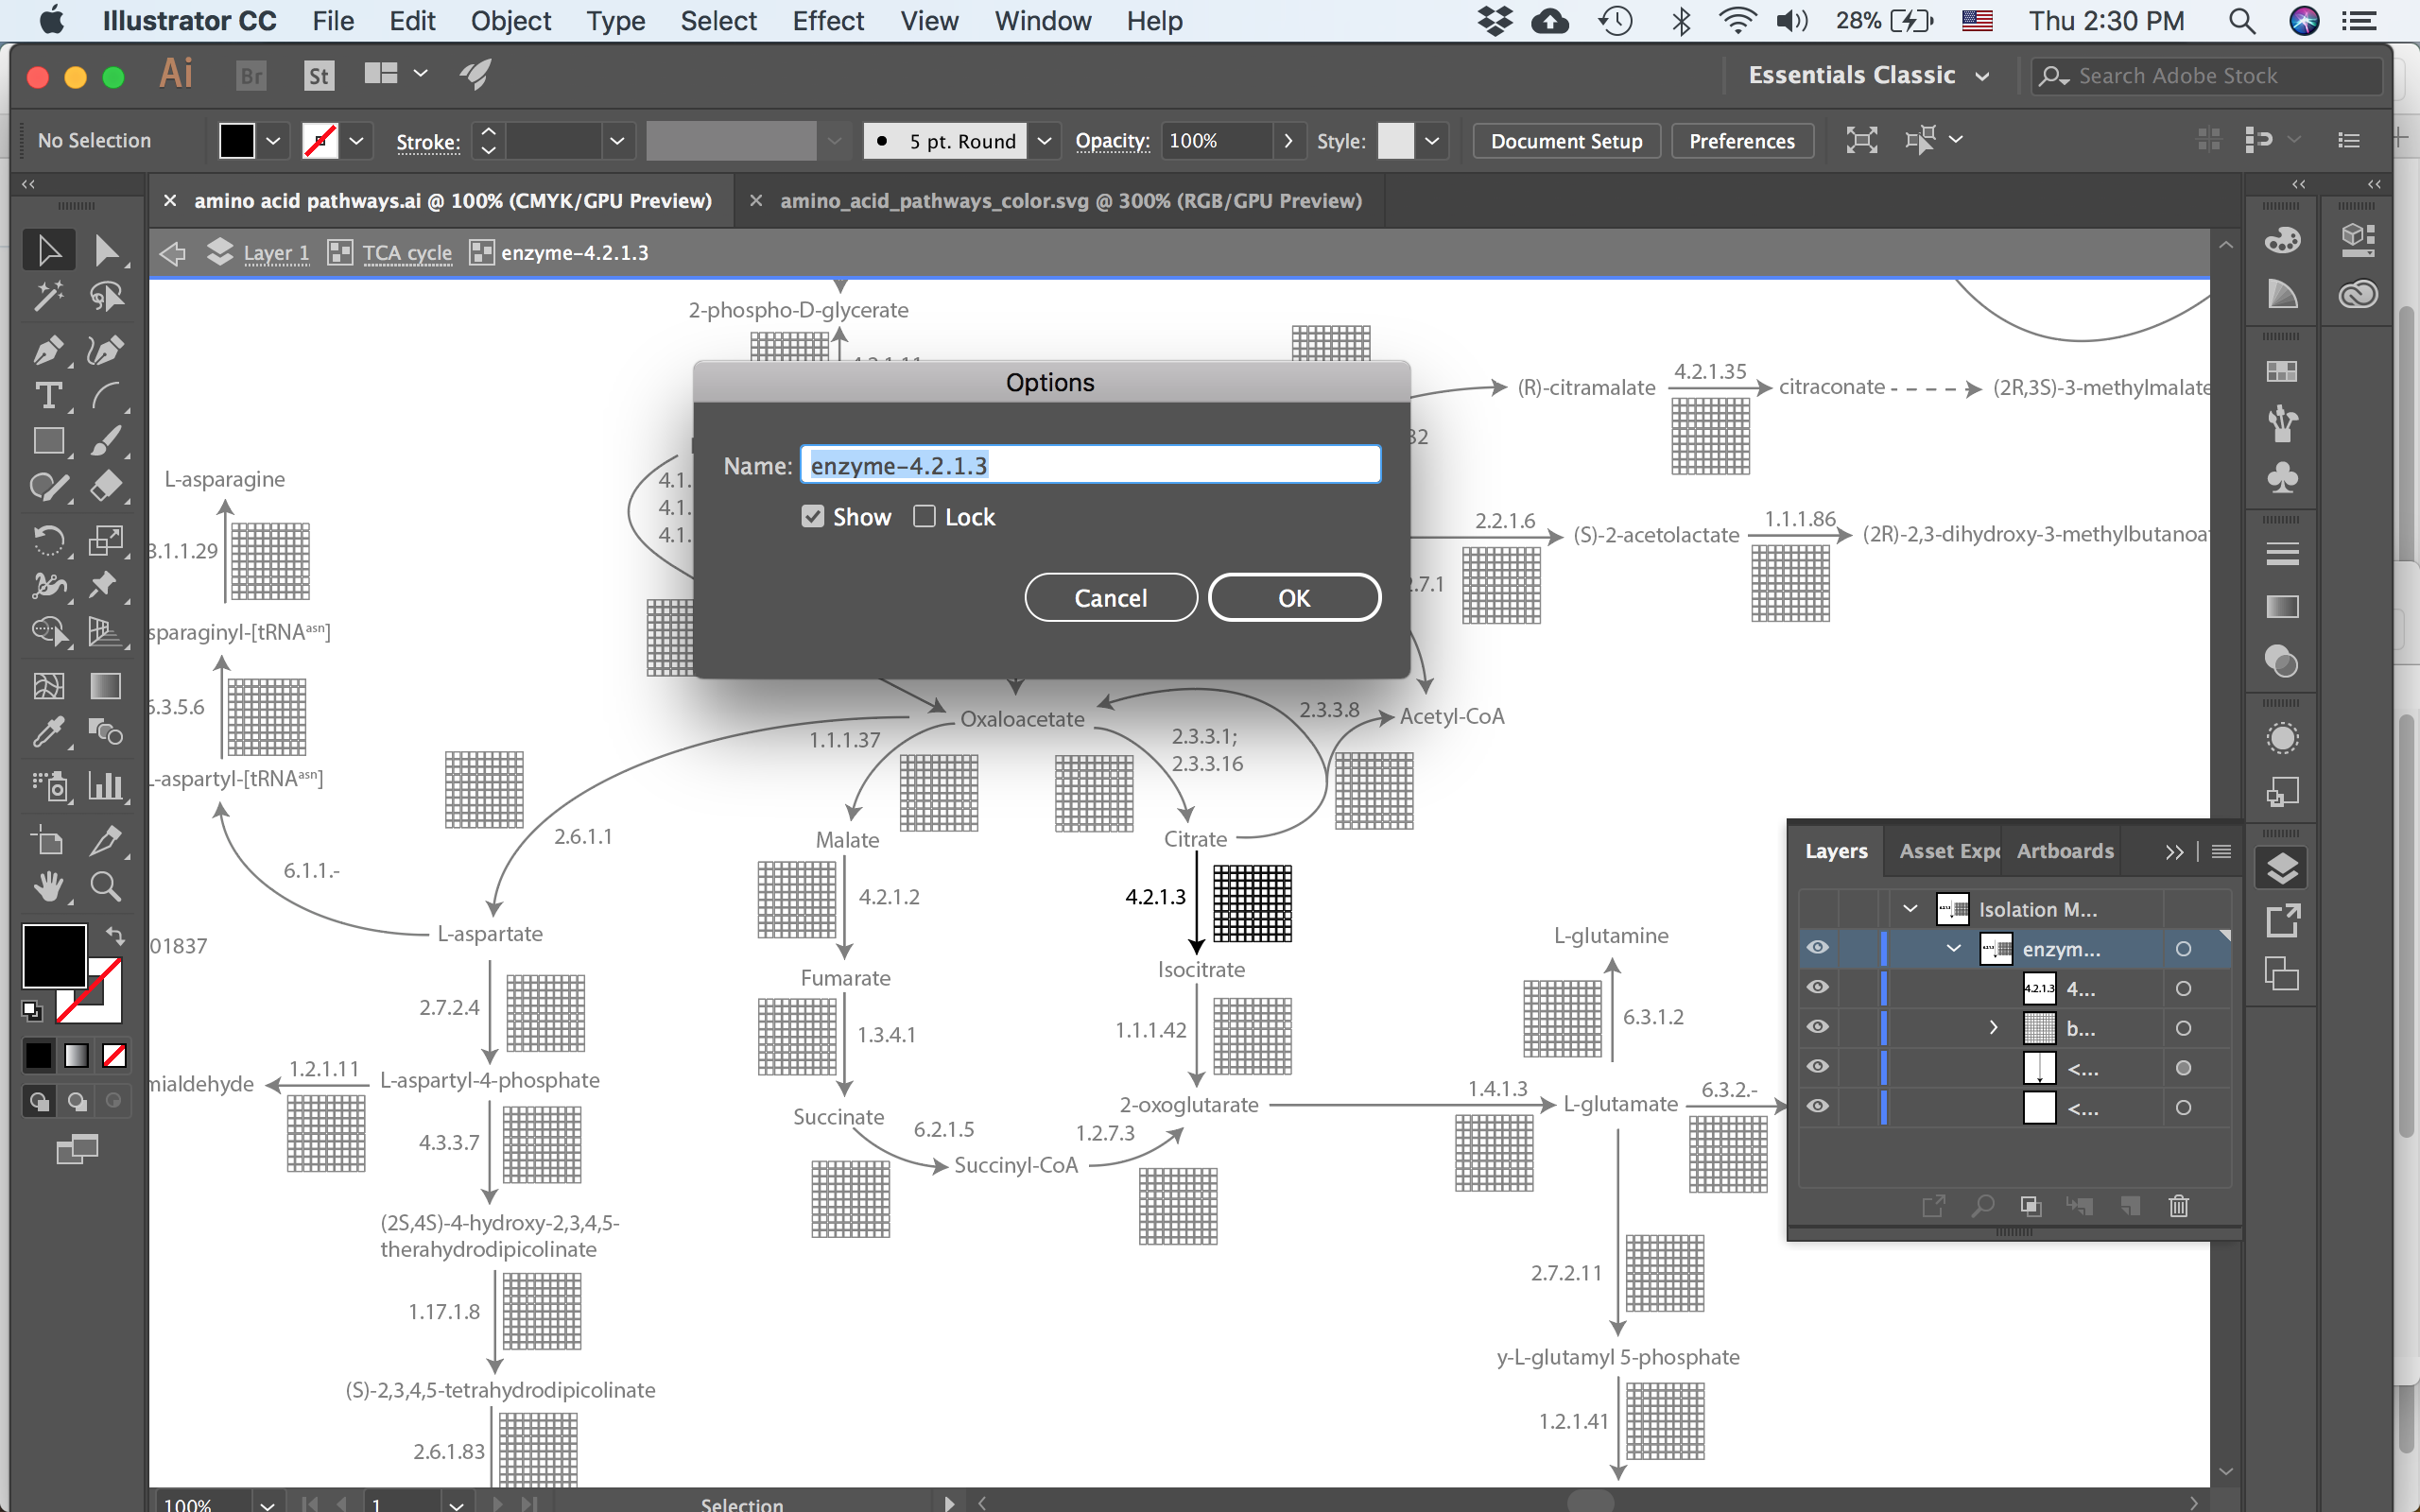 Illustrator CC File Edit Object Type Select Effect View Window Help 28% Thu 2:30 PM
Ai Br St Essentials Classic Search Adobe Stock
No Selection Stroke: 5 pt. Round Opacity: 100% Style: Document Setup Preferences
amino acid pathways.ai @ 100% (CMYK/GPU Preview) amino_acid_pathways_color.svg @ 300% (RGB/GPU Preview)
Layer 1 TCA cycle enzyme-4.2.1.3
2-phospho-D-glycerate
Options
Name: enzyme-4.2.1.3
Show Lock
Cancel OK
4.2.1.35
(R)-citramalate citraconate (2R,3S)-3-methylmalate
32
L-asparagine
4.1.
4.1.
4.1.
2.2.1.6 1.1.1.86
(S)-2-acetolactate (2R)-2,3-dihydroxy-3-methylbutanoa
3.1.1.29
.7.1
sparaginyl-[tRNAasn]
6.3.5.6
Oxaloacetate 2.3.3.8 Acetyl-CoA
1.1.1.37 2.3.3.1;
2.3.3.16
L-aspartyl-[tRNAasn]
2.6.1.1 Malate Citrate
6.1.1.-
4.2.1.2 4.2.1.3
L-aspartate
01837
Fumarate Isocitrate
L-glutamine
2.7.2.4 1.3.4.1 1.1.1.42 6.3.1.2
1.2.1.11
mialdehyde L-aspartyl-4-phosphate
Succinate 2-oxoglutarate 1.4.1.3 L-glutamate 6.3.2.-
4.3.3.7 6.2.1.5 1.2.7.3
Succinyl-CoA
(2S,4S)-4-hydroxy-2,3,4,5-
therahydrodipicolinate
1.17.1.8 2.7.2.11
y-L-glutamyl 5-phosphate
(S)-2,3,4,5-tetrahydrodipicolinate
2.6.1.83 1.2.1.41
Layers Asset Expo Artboards
Isolation M...
enzym...
4.2.1.3 4...
b...
<...
<...
100% 1 Selection